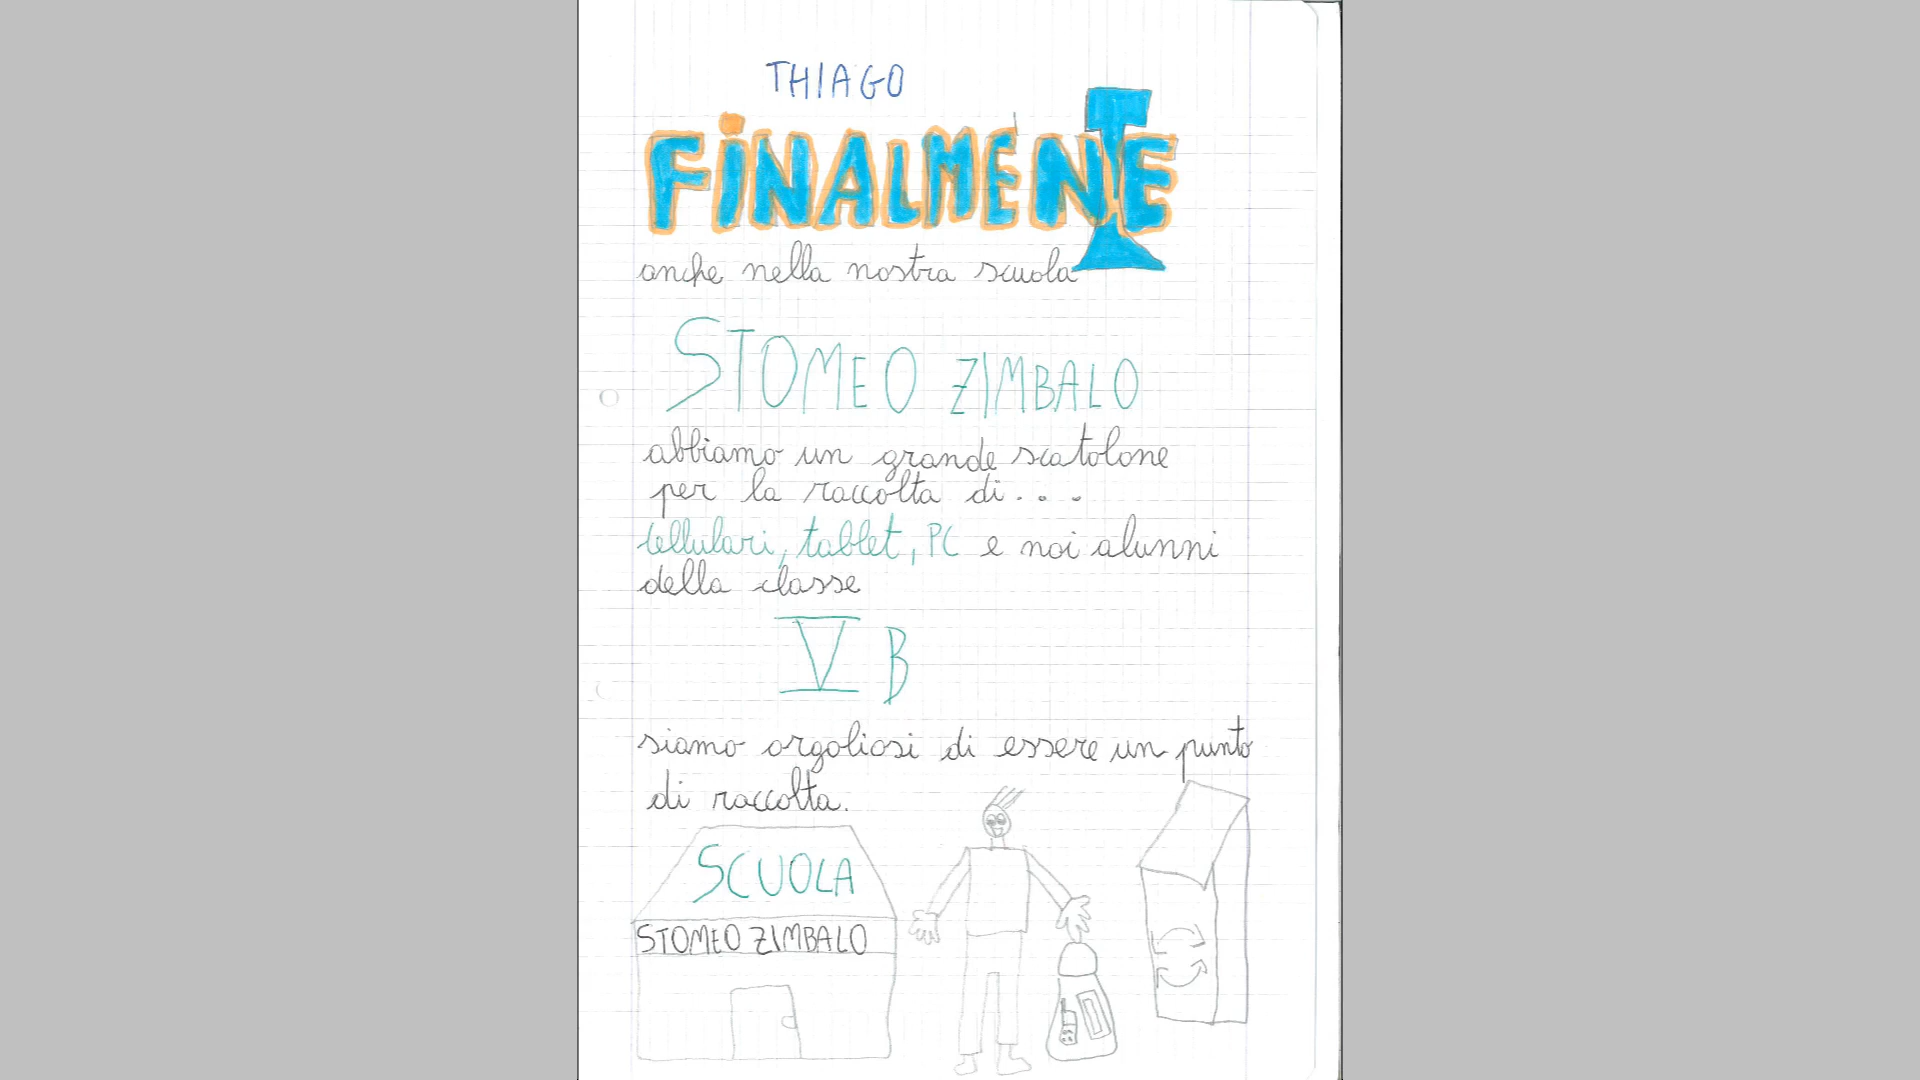 THIAGO
FiNALMENTE
anche nella nostra scuola
STOMEO ZIMBALO
abbiamo un grande scatolone
per la raccolta di...
cellulari, tablet, PC e noi alunni
della classe
V B
siamo orgoliosi di essere un punto
di raccolta.
SCUOLA
STOMEO ZIMBALO